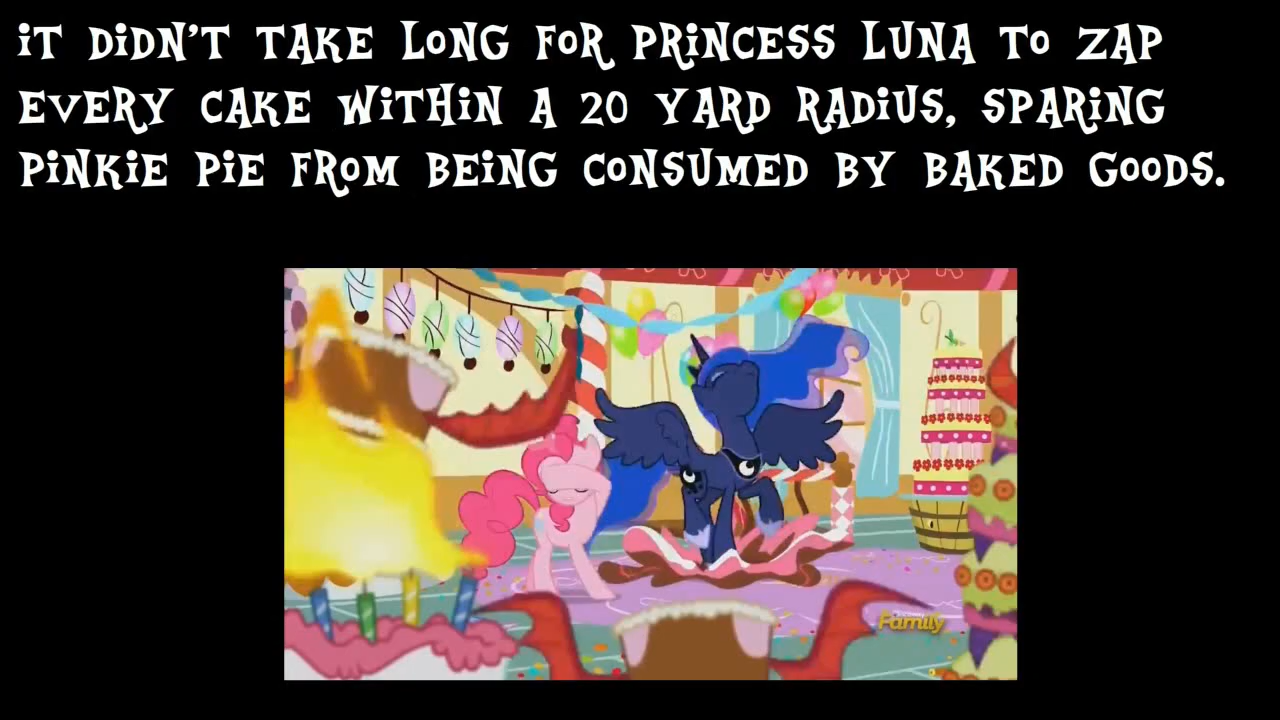 IT DIDN'T TAKE LONG FOR PRINCESS LUNA TO ZAP
EVERY CAKE WITHIN A 20 YARD RADIUS, SPARING
PINKIE PIE FROM BEING CONSUMED BY BAKED GOODS.
Family